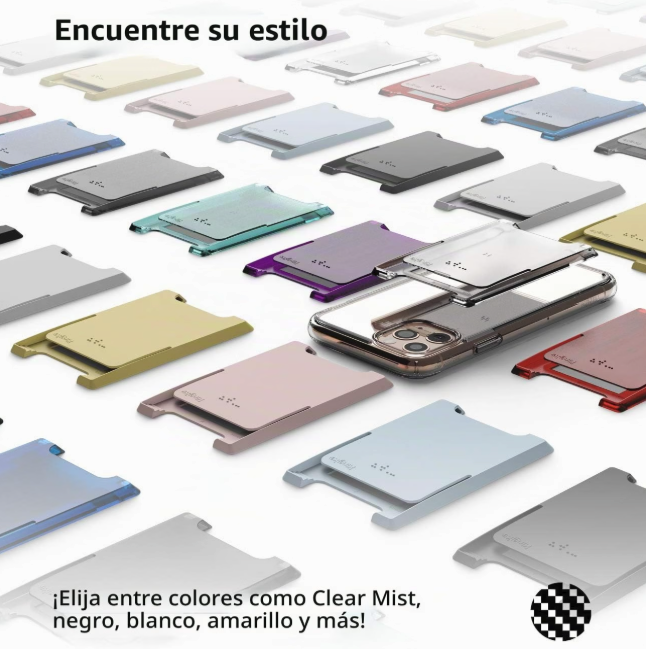 Encuentre su estilo
¡Elija entre colores como Clear Mist,
negro, blanco, amarillo y más!